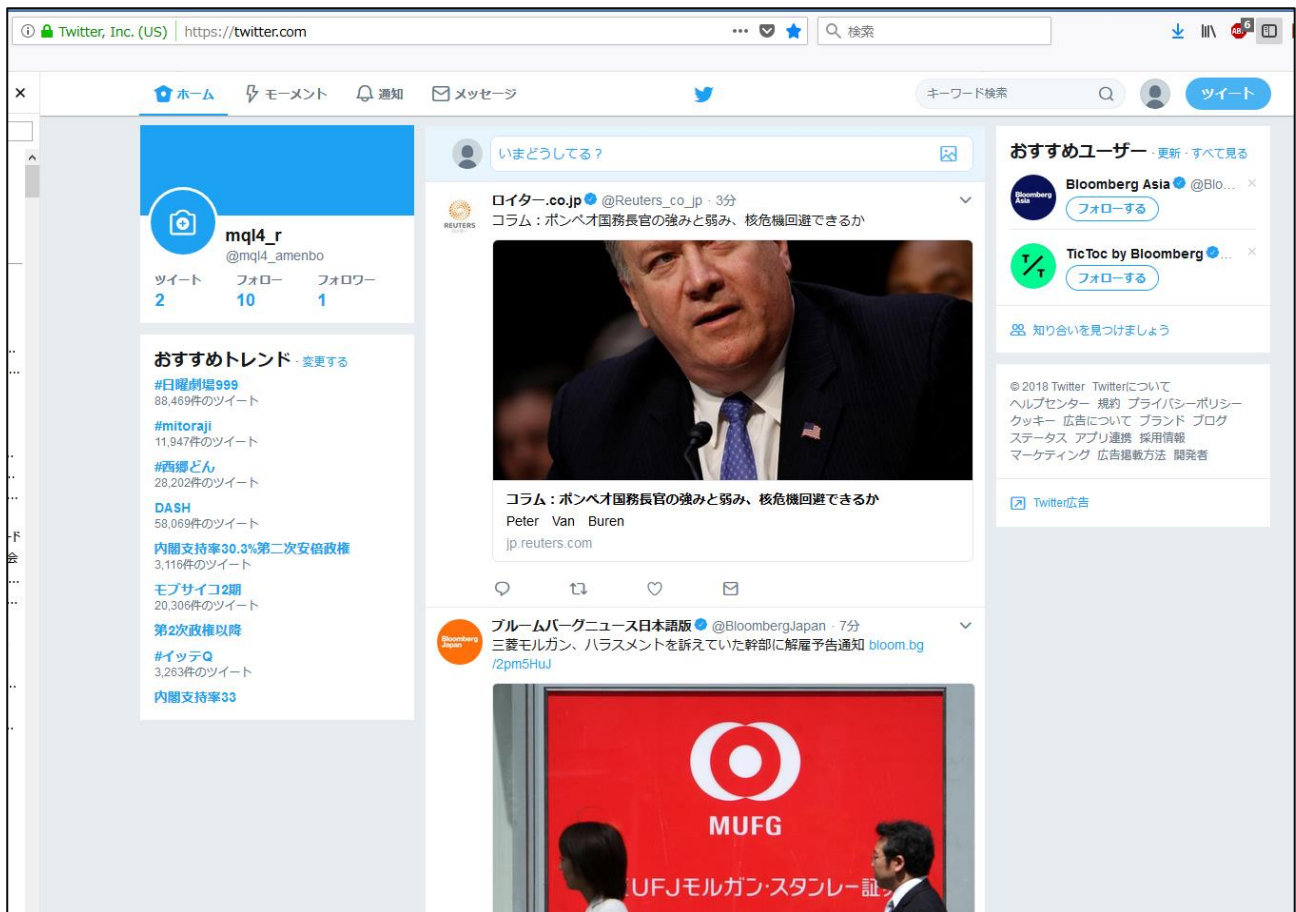 Twitter, Inc. (US) https://twitter.com
検索
6
ホーム モーメント 通知 メッセージ
キーワード検索
ツイート
mql4_r
@mql4_amenbo
ツイート フォロー フォロワー
2 10 1
おすすめトレンド · 変更する
#日曜劇場999
88,469件のツイート
#mitoraji
11,947件のツイート
#西郷どん
28,202件のツイート
DASH
58,069件のツイート
内閣支持率30.3%第二次安倍政権
3,116件のツイート
モブサイコ2期
20,306件のツイート
第2次政権以降
#イッテQ
3,263件のツイート
内閣支持率33
いまどうしてる？
REUTERS
ロイター.co.jp @Reuters_co_jp · 3分
コラム：ポンペオ国務長官の強みと弱み、核危機回避できるか
コラム：ポンペオ国務長官の強みと弱み、核危機回避できるか
Peter Van Buren
jp.reuters.com
Bloomberg
Japan
ブルームバーグニュース日本語版 @BloombergJapan · 7分
三菱モルガン、ハラスメントを訴えていた幹部に解雇予告通知 bloom.bg
/2pm5HuJ
MUFG
UFJモルガン・スタンレー証
おすすめユーザー · 更新 · すべて見る
Bloomberg
Asia
Bloomberg Asia @Blo...
フォローする
T/T
TicToc by Bloomberg ...
フォローする
知り合いを見つけましょう
© 2018 Twitter Twitterについて
ヘルプセンター 規約 プライバシーポリシー
クッキー 広告について ブランド ブログ
ステータス アプリ連携 採用情報
マーケティング 広告掲載方法 開発者
Twitter広告